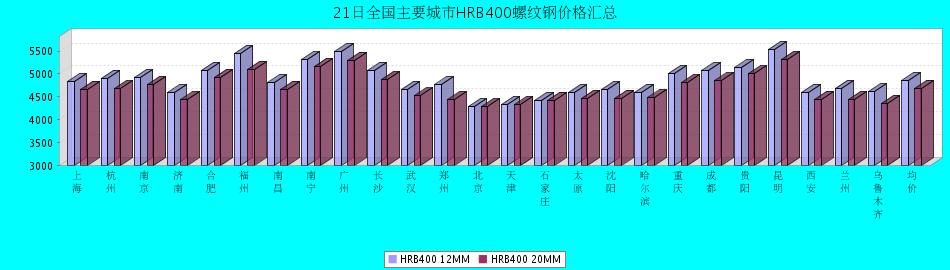 21日全国主要城市HRB400螺纹钢价格汇总
5500
5000
4500
4000
3500
3000
上海 杭州 南京 济南 合肥 福州 南昌 南宁 广州 长沙 武汉 郑州 北京 天津 石家庄 太原 沈阳 哈尔滨 重庆 成都 贵阳 昆明 西安 兰州 乌鲁木齐 均价
HRB400 12MM HRB400 20MM